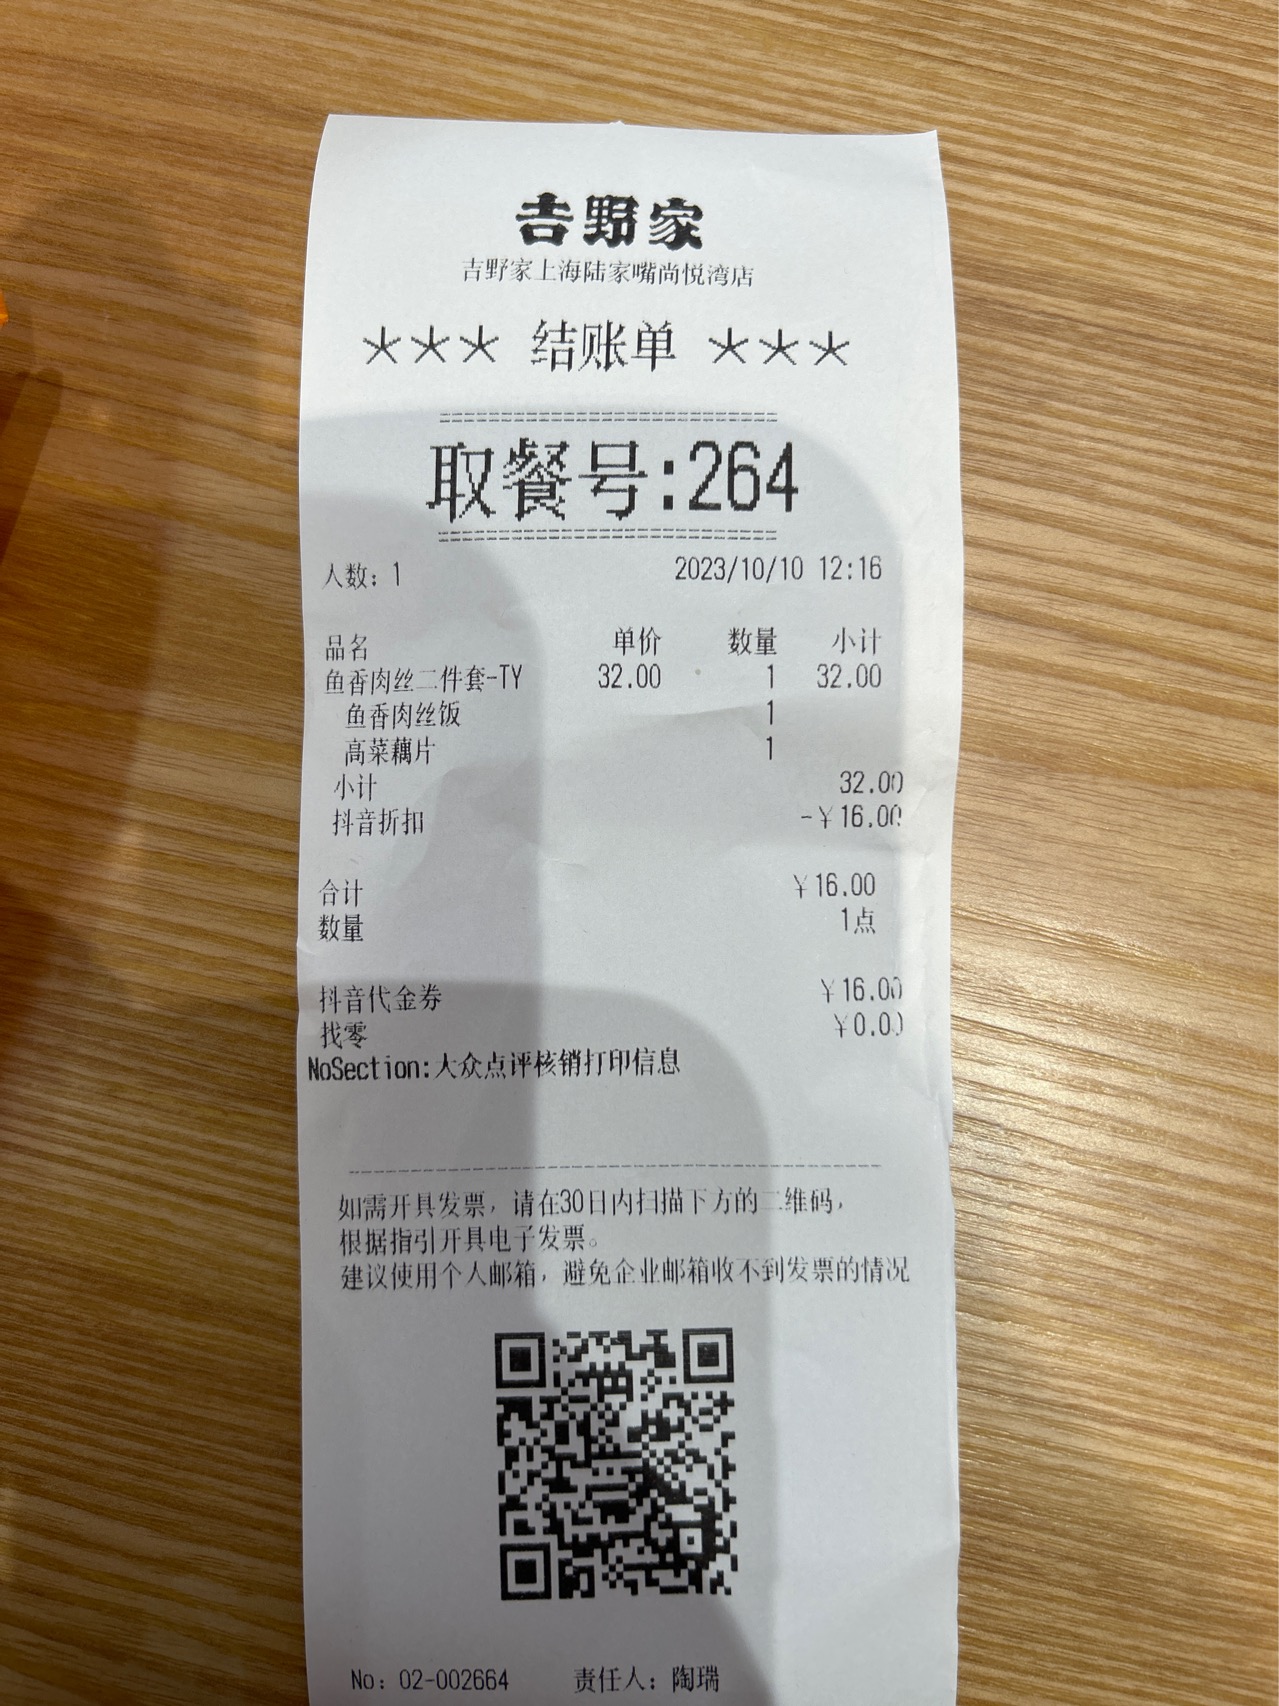 吉野家
吉野家上海陆家嘴尚悦湾店
*** 结账单 ***
================================
取餐号:264
================================
人数: 1 2023/10/10 12:16
品名 单价 数量 小计
鱼香肉丝二件套-TY 32.00 1 32.00
鱼香肉丝饭 1
高菜藕片 1
小计 32.00
抖音折扣 -¥16.00
合计 ¥16.00
数量 1点
抖音代金券 ¥16.00
找零 ¥0.00
NoSection:大众点评核销打印信息
如需开具发票, 请在30日内扫描下方的二维码,
根据指引开具电子发票。
建议使用个人邮箱, 避免企业邮箱收不到发票的情况
No: 02-002664 责任人: 陶瑞